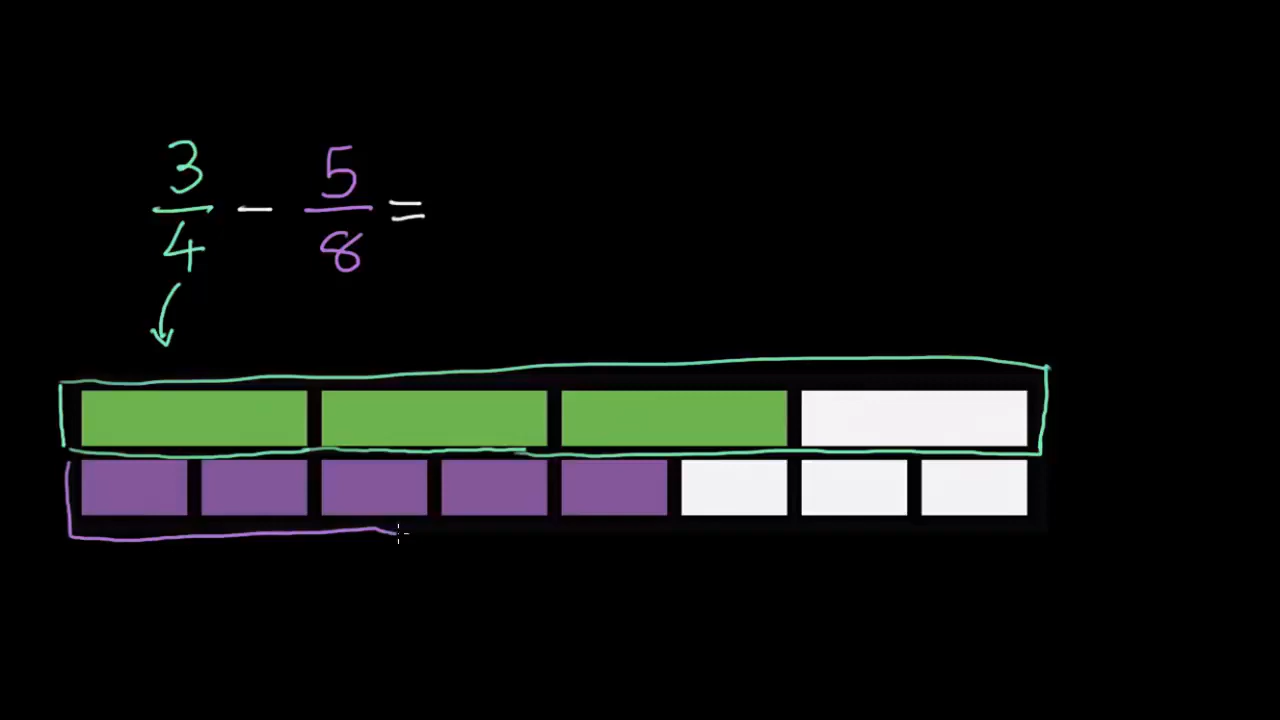 3/4 - 5/8 =